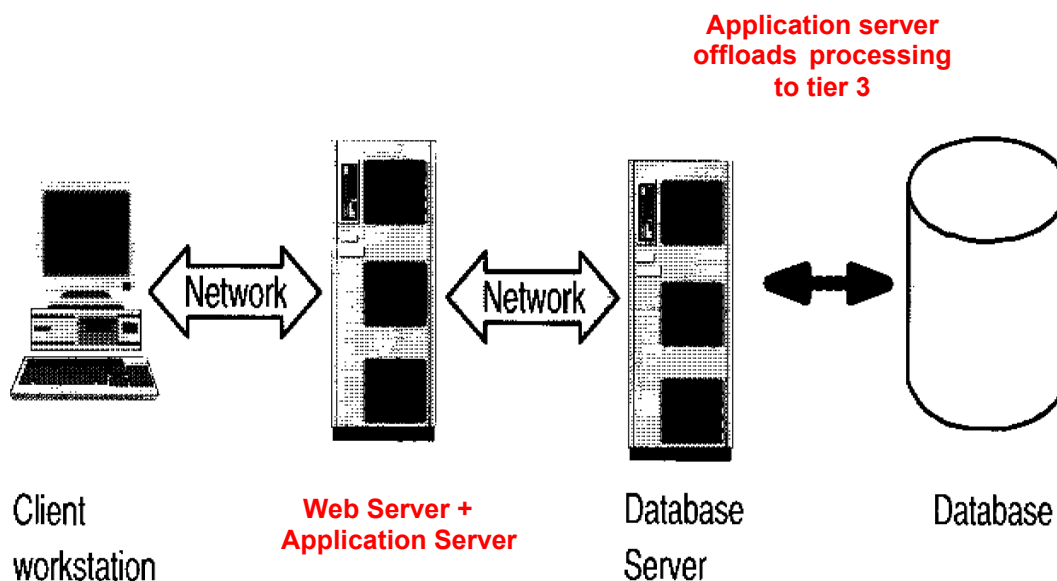 Application server
offloads processing
to tier 3
Network
Network
Client
workstation
Web Server +
Application Server
Database
Server
Database